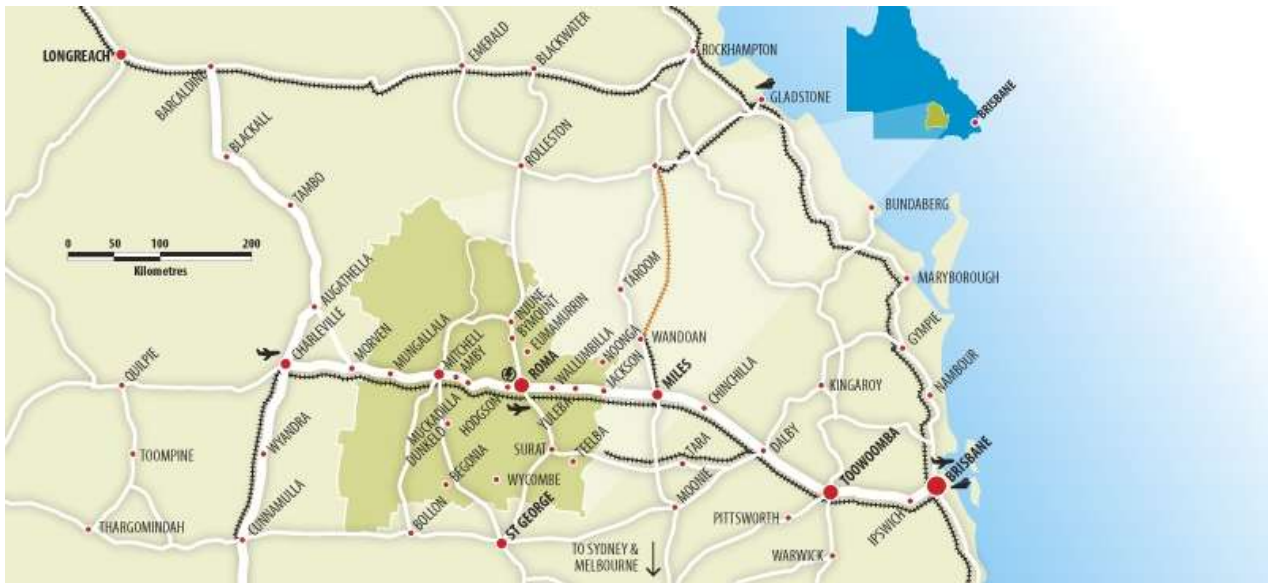 LONGREACH
BARCALDINE
EMERALD
BLACKWATER
ROCKHAMPTON
GLADSTONE
BRISBANE
BLACKALL
ROLLESTON
TAMBO
BUNDABERG
0 50 100 200
Kilometres
AUGATHELLA
TAROOM
MARYBOROUGH
CHARLEVILLE
MORVEN
MUNGALLALA
MITCHELL
AMBY
INJUNE
BYMOUNT
EUMAMURRIN
ROMA
WALLUMBILLA
NOONGA
JACKSON
WANDOAN
MILES
CHINCHILLA
GYMPIE
NAMBOUR
KINGAROY
QUILPIE
MUCKADILLA
HODGSON
YULEBA
DUNKELD
WYANDRA
TOOMPINE
BEGONIA
SURAT
TEELBA
WYCOMBE
TARA
DALBY
TOOWOOMBA
BRISBANE
THARGOMINDAH
CUNNAMULLA
BOLLON
ST GEORGE
MOONIE
PITTSWORTH
IPSWICH
WARWICK
TO SYDNEY &
MELBOURNE